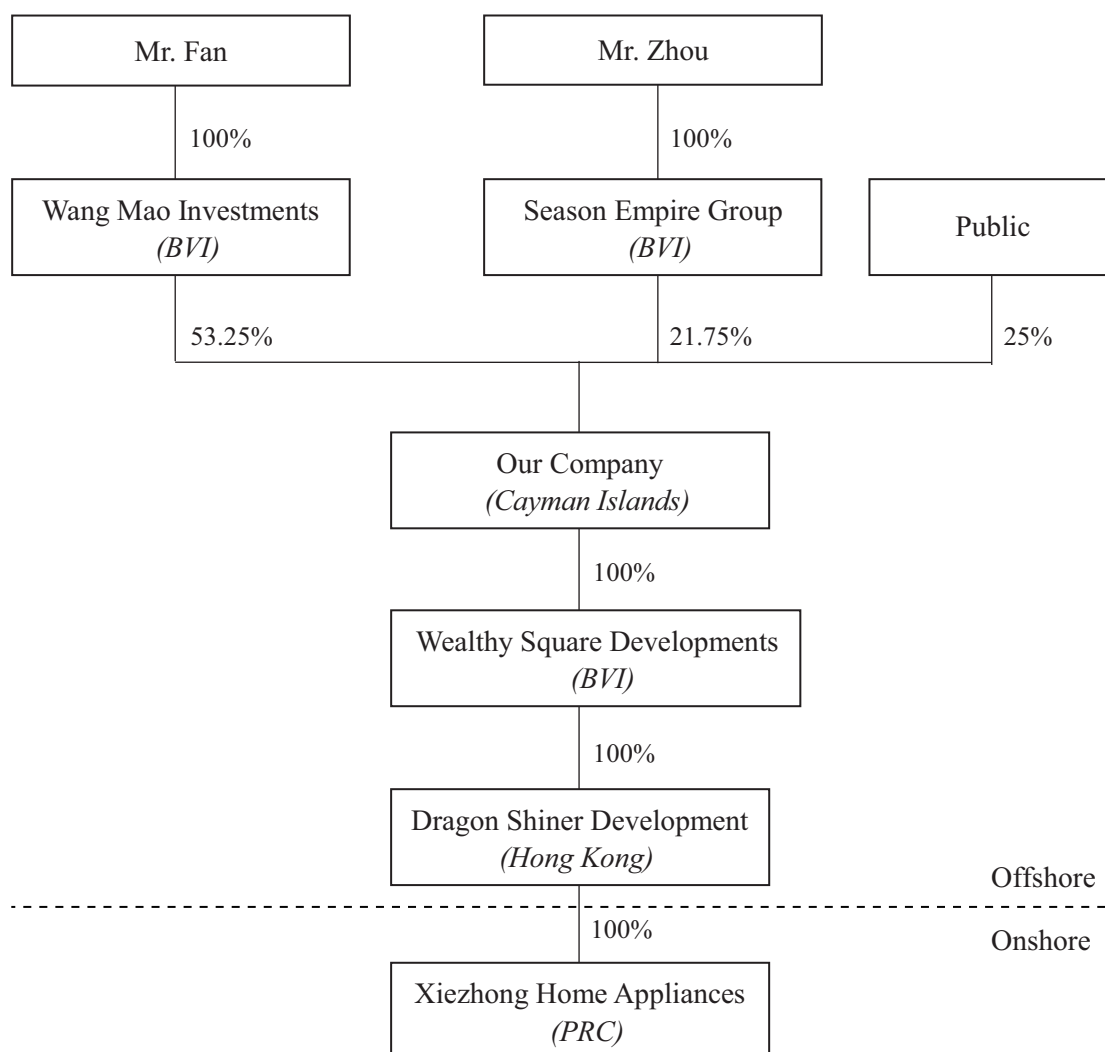 Mr. Fan
Mr. Zhou
100%
100%
Wang Mao Investments
(BVI)
Season Empire Group
(BVI)
Public
53.25%
21.75%
25%
Our Company
(Cayman Islands)
100%
Wealthy Square Developments
(BVI)
100%
Dragon Shiner Development
(Hong Kong)
Offshore
100%
Onshore
Xiezhong Home Appliances
(PRC)